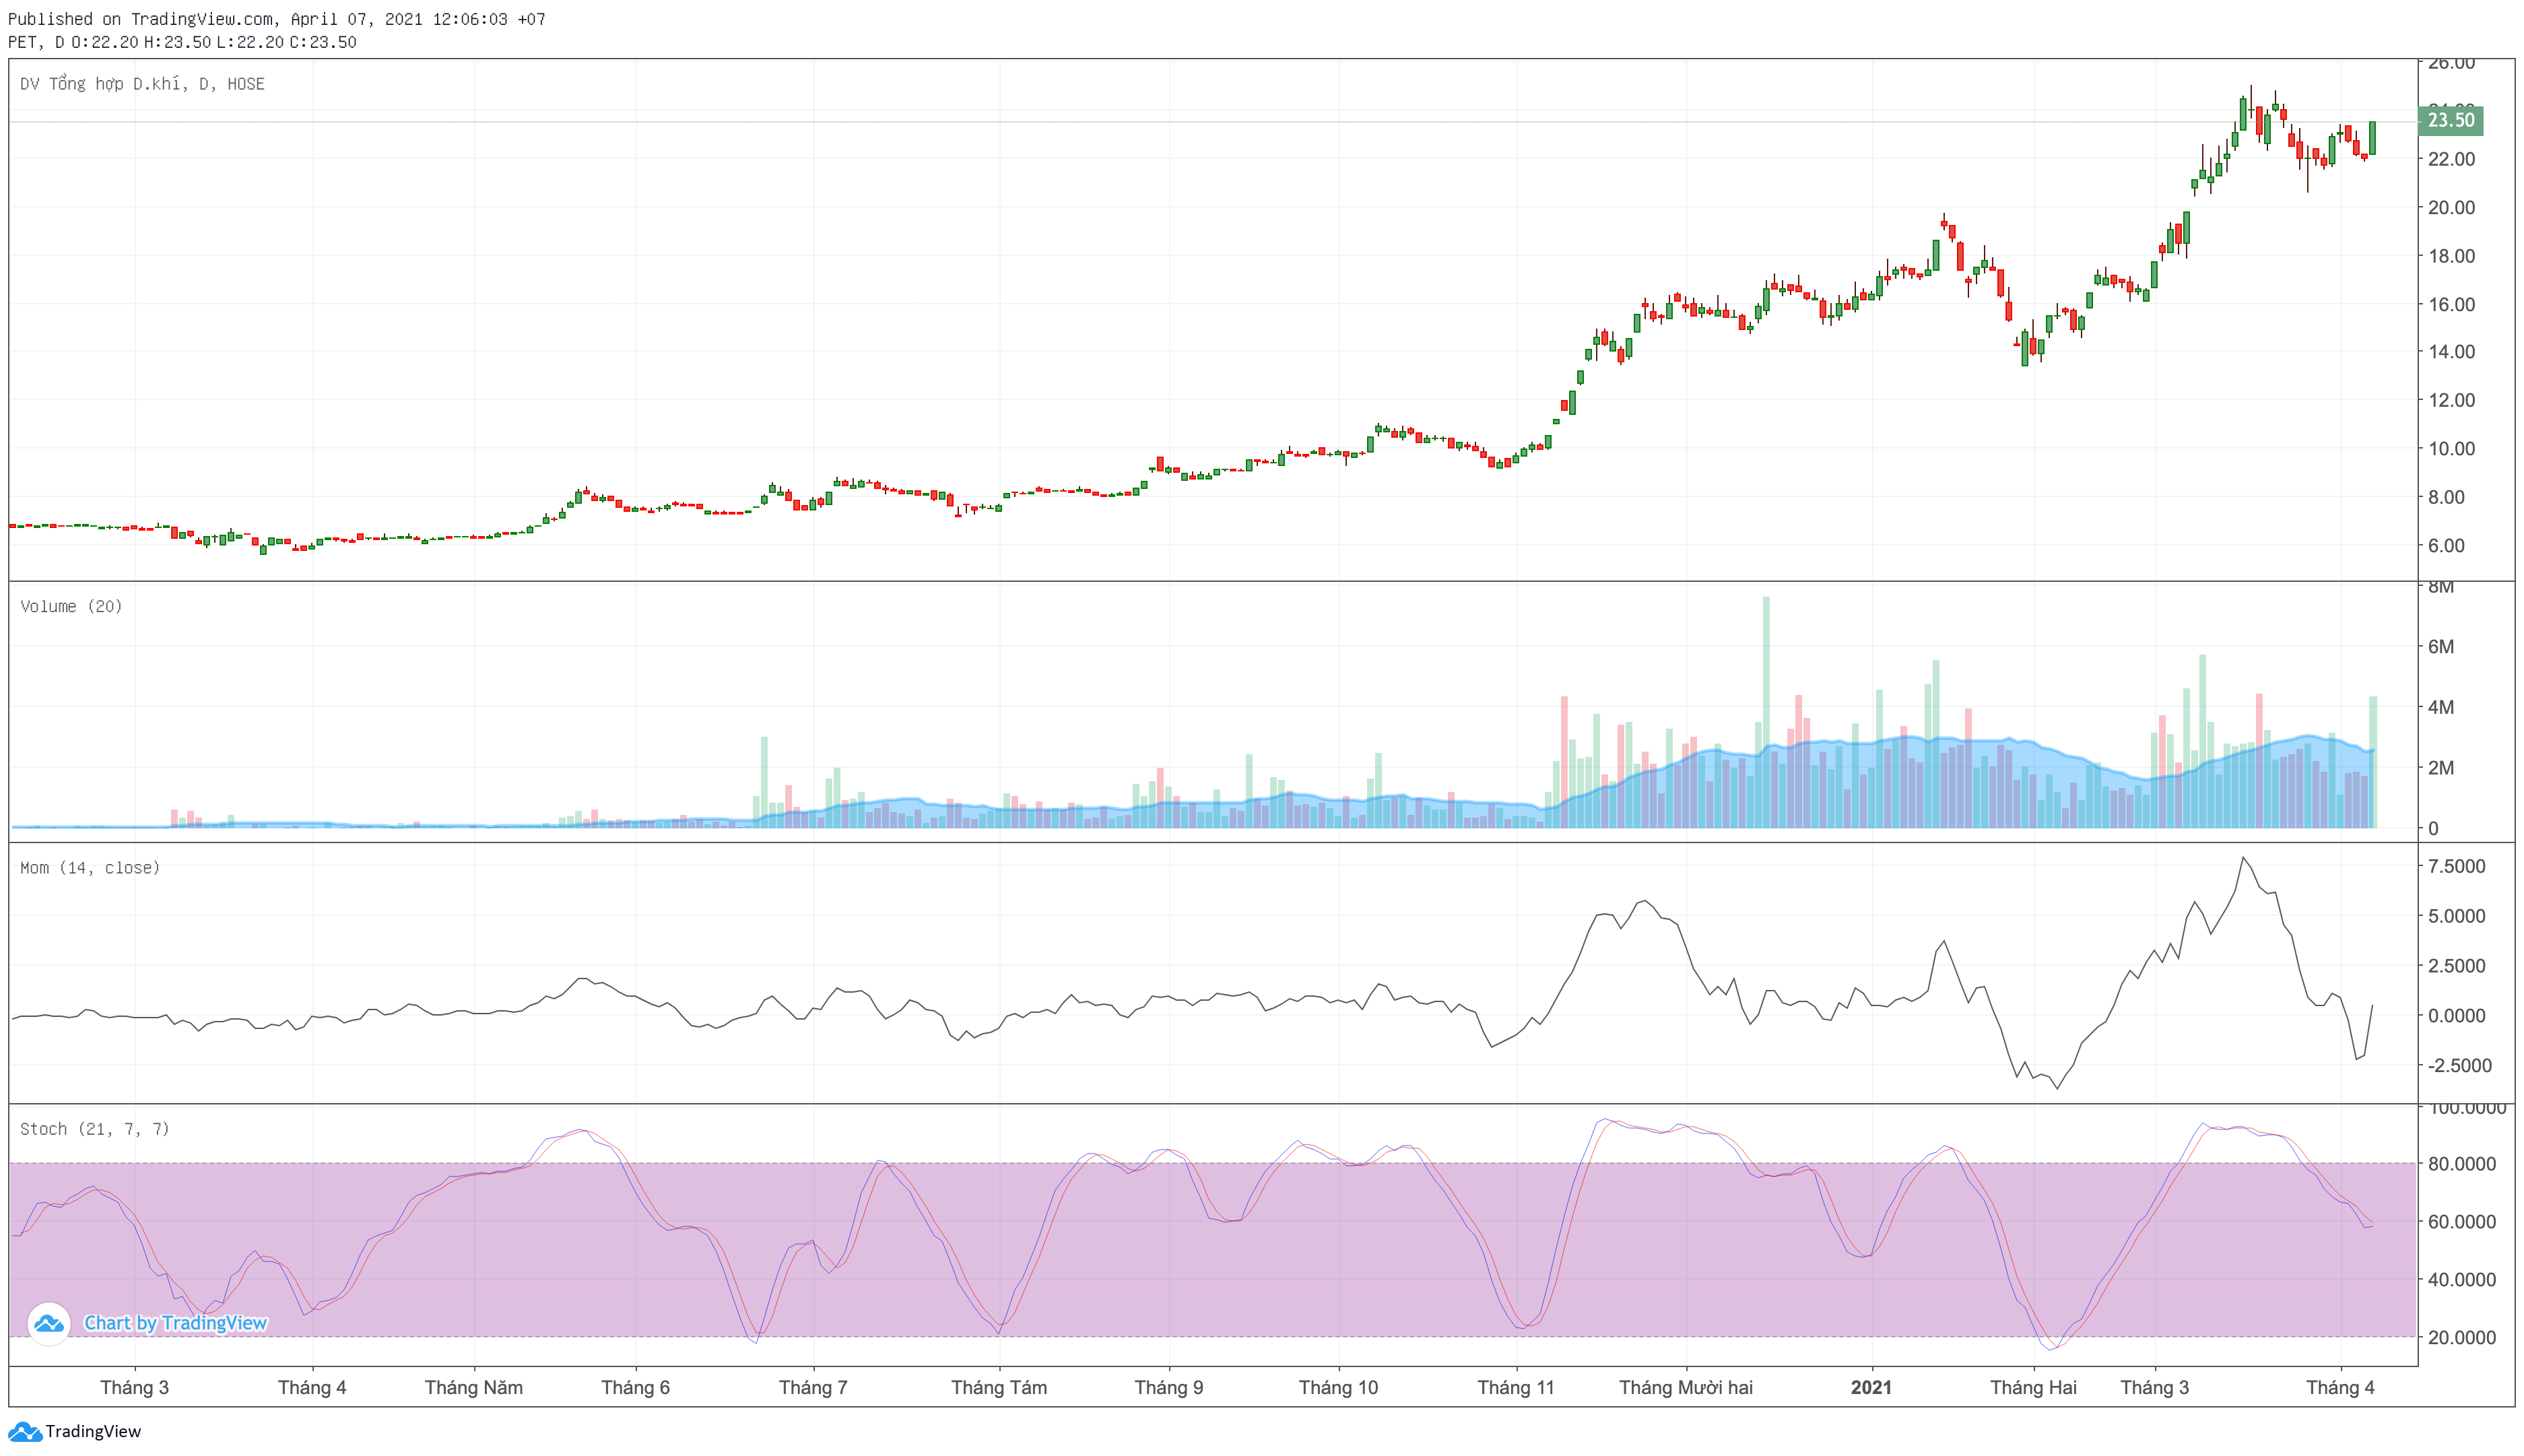 Published on TradingView.com, April 07, 2021 12:06:03 +07
PET, D O:22.20 H:23.50 L:22.20 C:23.50
DV Tổng hợp D.khí, D, HOSE
26.00
24.00
23.50
22.00
20.00
18.00
16.00
14.00
12.00
10.00
8.00
6.00
Volume (20)
8M
6M
4M
2M
0
Mom (14, close)
7.5000
5.0000
2.5000
0.0000
-2.5000
Stoch (21, 7, 7)
100.0000
80.0000
60.0000
40.0000
20.0000
Chart by TradingView
Tháng 3 Tháng 4 Tháng Năm Tháng 6 Tháng 7 Tháng Tám Tháng 9 Tháng 10 Tháng 11 Tháng Mười hai 2021 Tháng Hai Tháng 3 Tháng 4
TradingView